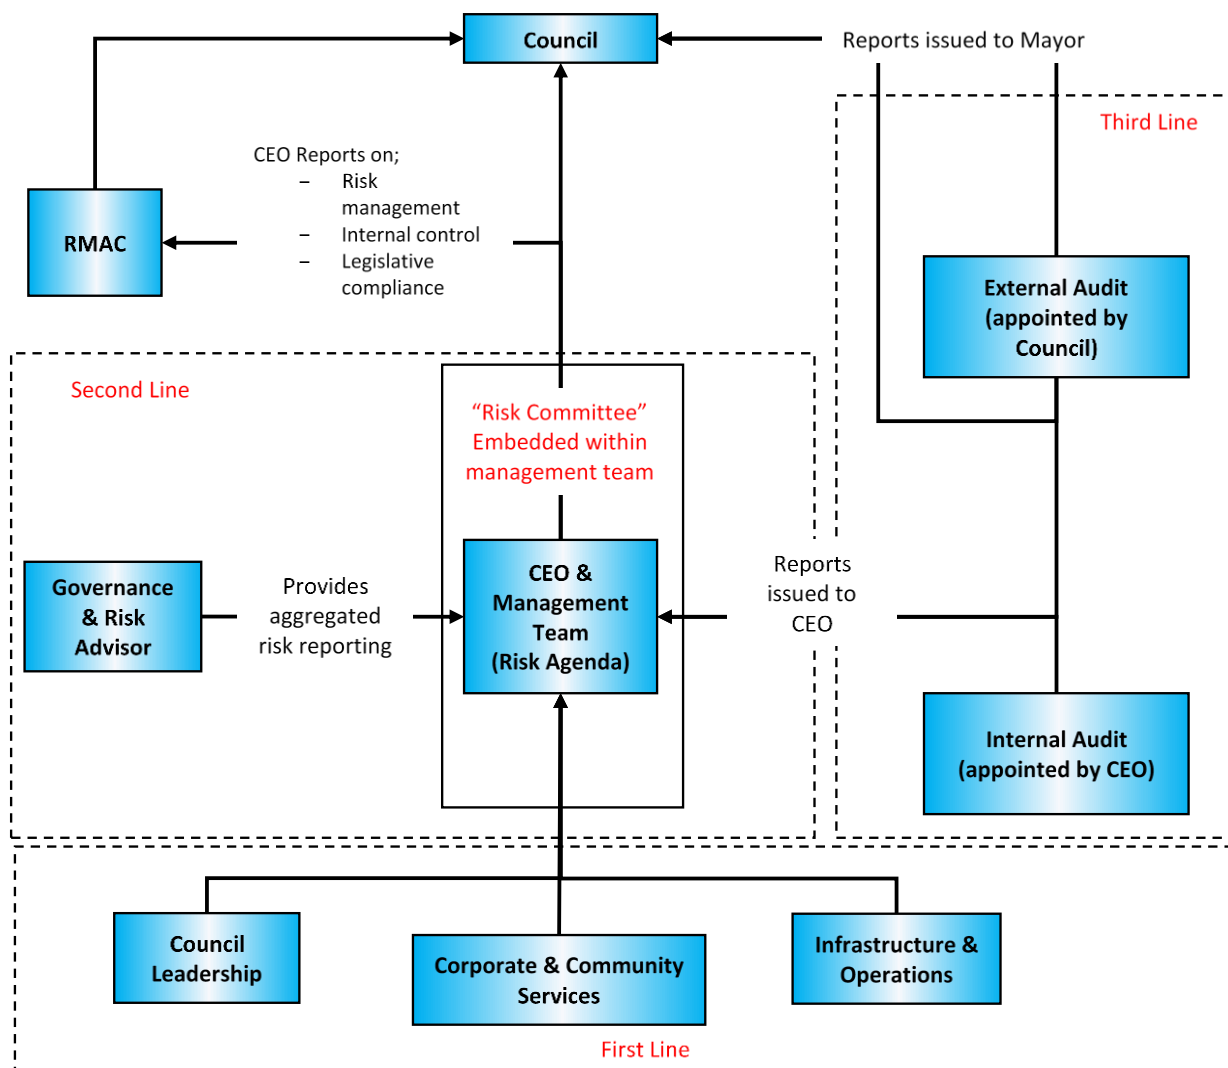 Council
Reports issued to Mayor
Third Line
CEO Reports on;
– Risk
management
– Internal control
– Legislative
compliance
RMAC
External Audit
(appointed by
Council)
Second Line
“Risk Committee”
Embedded within
management team
Governance
& Risk
Advisor
Provides
aggregated
risk reporting
CEO &
Management
Team
(Risk Agenda)
Reports
issued to
CEO
Internal Audit
(appointed by CEO)
Council
Leadership
Corporate & Community
Services
Infrastructure &
Operations
First Line